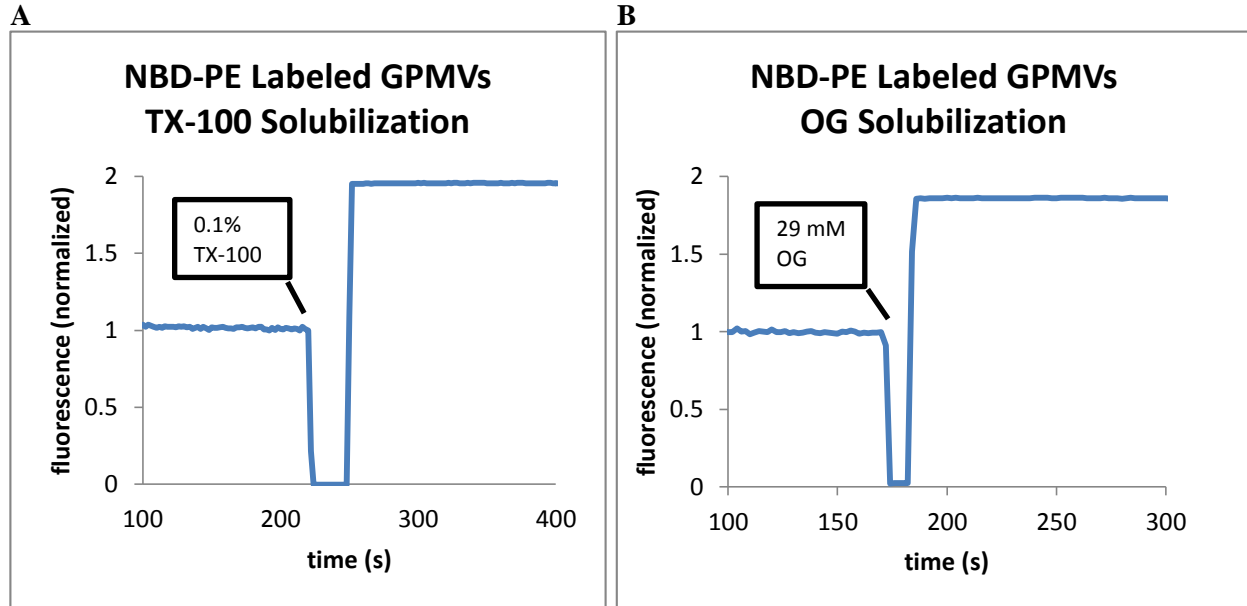 A
NBD-PE Labeled GPMVs
TX-100 Solubilization
fluorescence (normalized)
2
1.5
1
0.5
0
0.1%
TX-100
100
200
300
400
time (s)
B
NBD-PE Labeled GPMVs
OG Solubilization
fluorescence (normalized)
2
1.5
1
0.5
0
29 mM
OG
100
150
200
250
300
time (s)